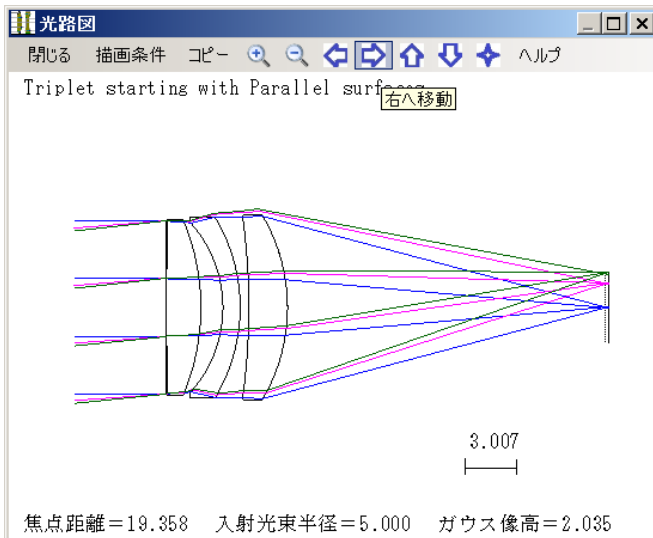 光路図
閉じる 描画条件 コピー ヘルプ
Triplet starting with Parallel
右へ移動
3.007
焦点距離=19.358 入射光束半径=5.000 ガウス像高=2.035